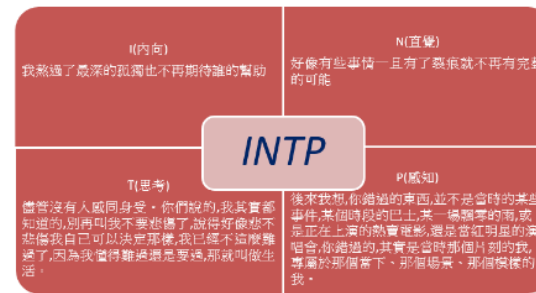 I(內向)
我熬過了最深的孤獨也不再期待誰的幫助
N(直覺)
好像有些事情一旦有了裂痕就不再有完整
的可能
INTP
T(思考)
儘管沒有人感同身受。你們說的,我其實都
知道的,別再叫我不要悲傷了,說得好像悲不
悲傷我自己可以決定那樣,我已經不這麼難
過了,因為我懂得難過還是要過,那就叫做生
活。
P(感知)
後來我想,你錯過的東西,並不是當時的某些
事件,某個時段的巴士,某一場飄零的雨,或
是正在上演的熱賣電影,還是當紅明星的演
唱會,你錯過的,其實是當時那個片刻的我,
專屬於那個當下、那個場景、那個模樣的
我。